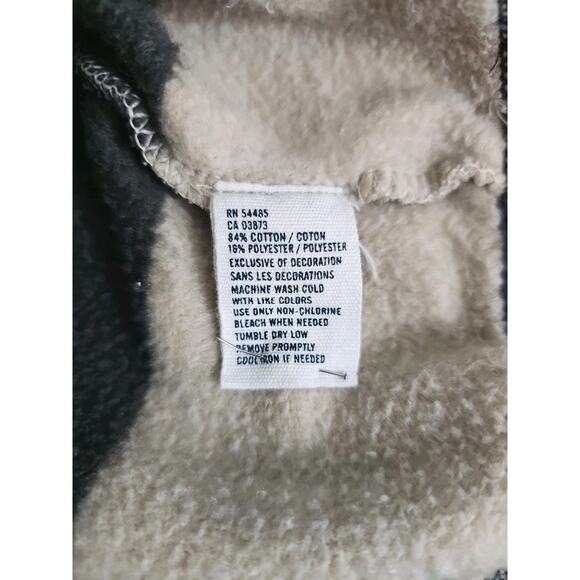 RN 54485
CA 03873
84% COTTON / COTON
16% POLYESTER / POLYESTER
EXCLUSIVE OF DECORATION
SANS LES DECORATIONS
MACHINE WASH COLD
WITH LIKE COLORS
USE ONLY NON-CHLORINE
BLEACH WHEN NEEDED
TUMBLE DRY LOW
REMOVE PROMPTLY
COOL IRON IF NEEDED